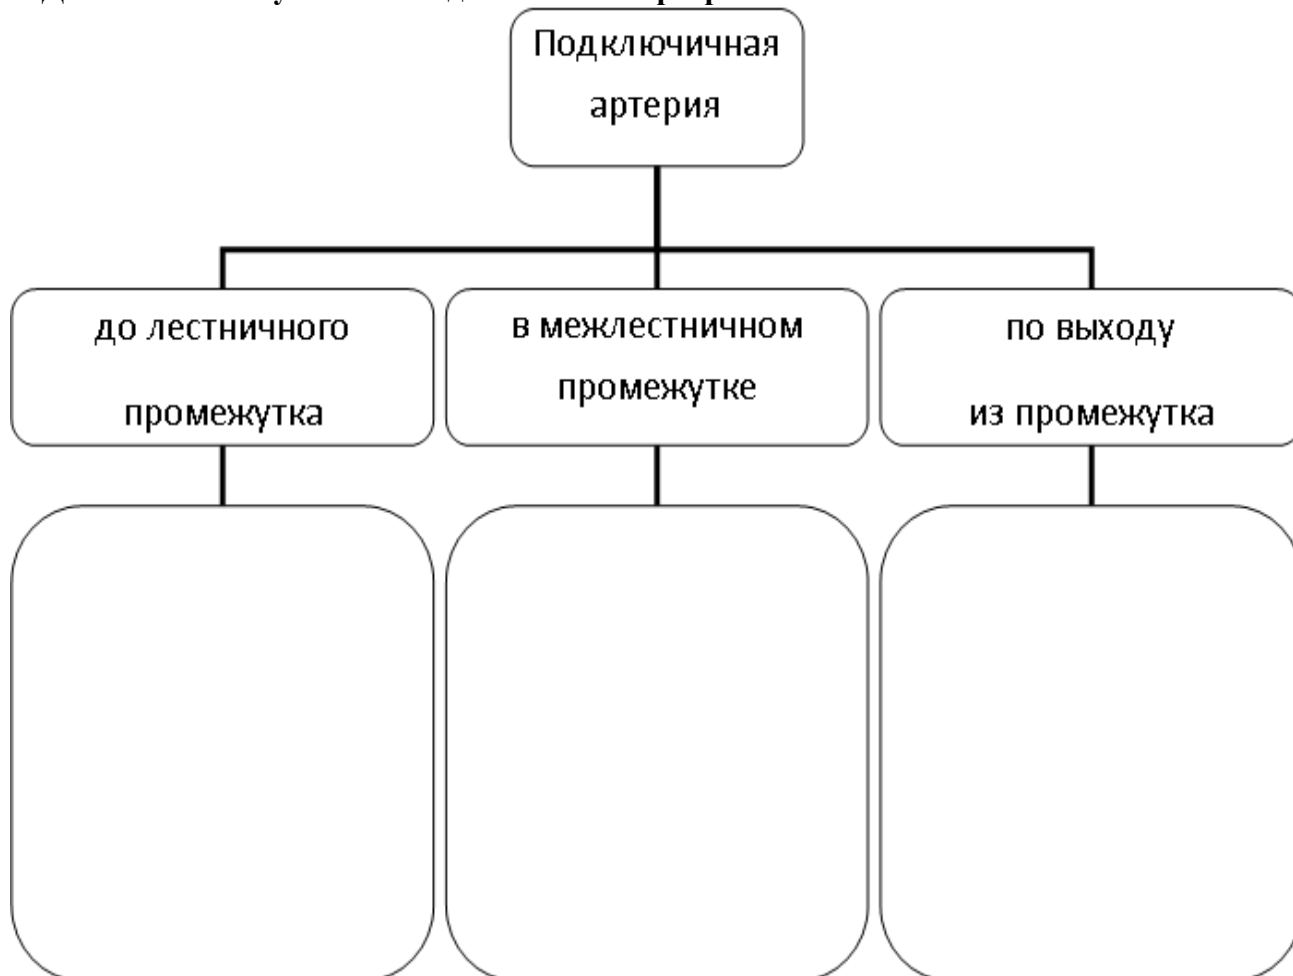 Подключичная
артерия
до лестничного
промежутка
в межлестничном
промежутке
по выходу
из промежутка